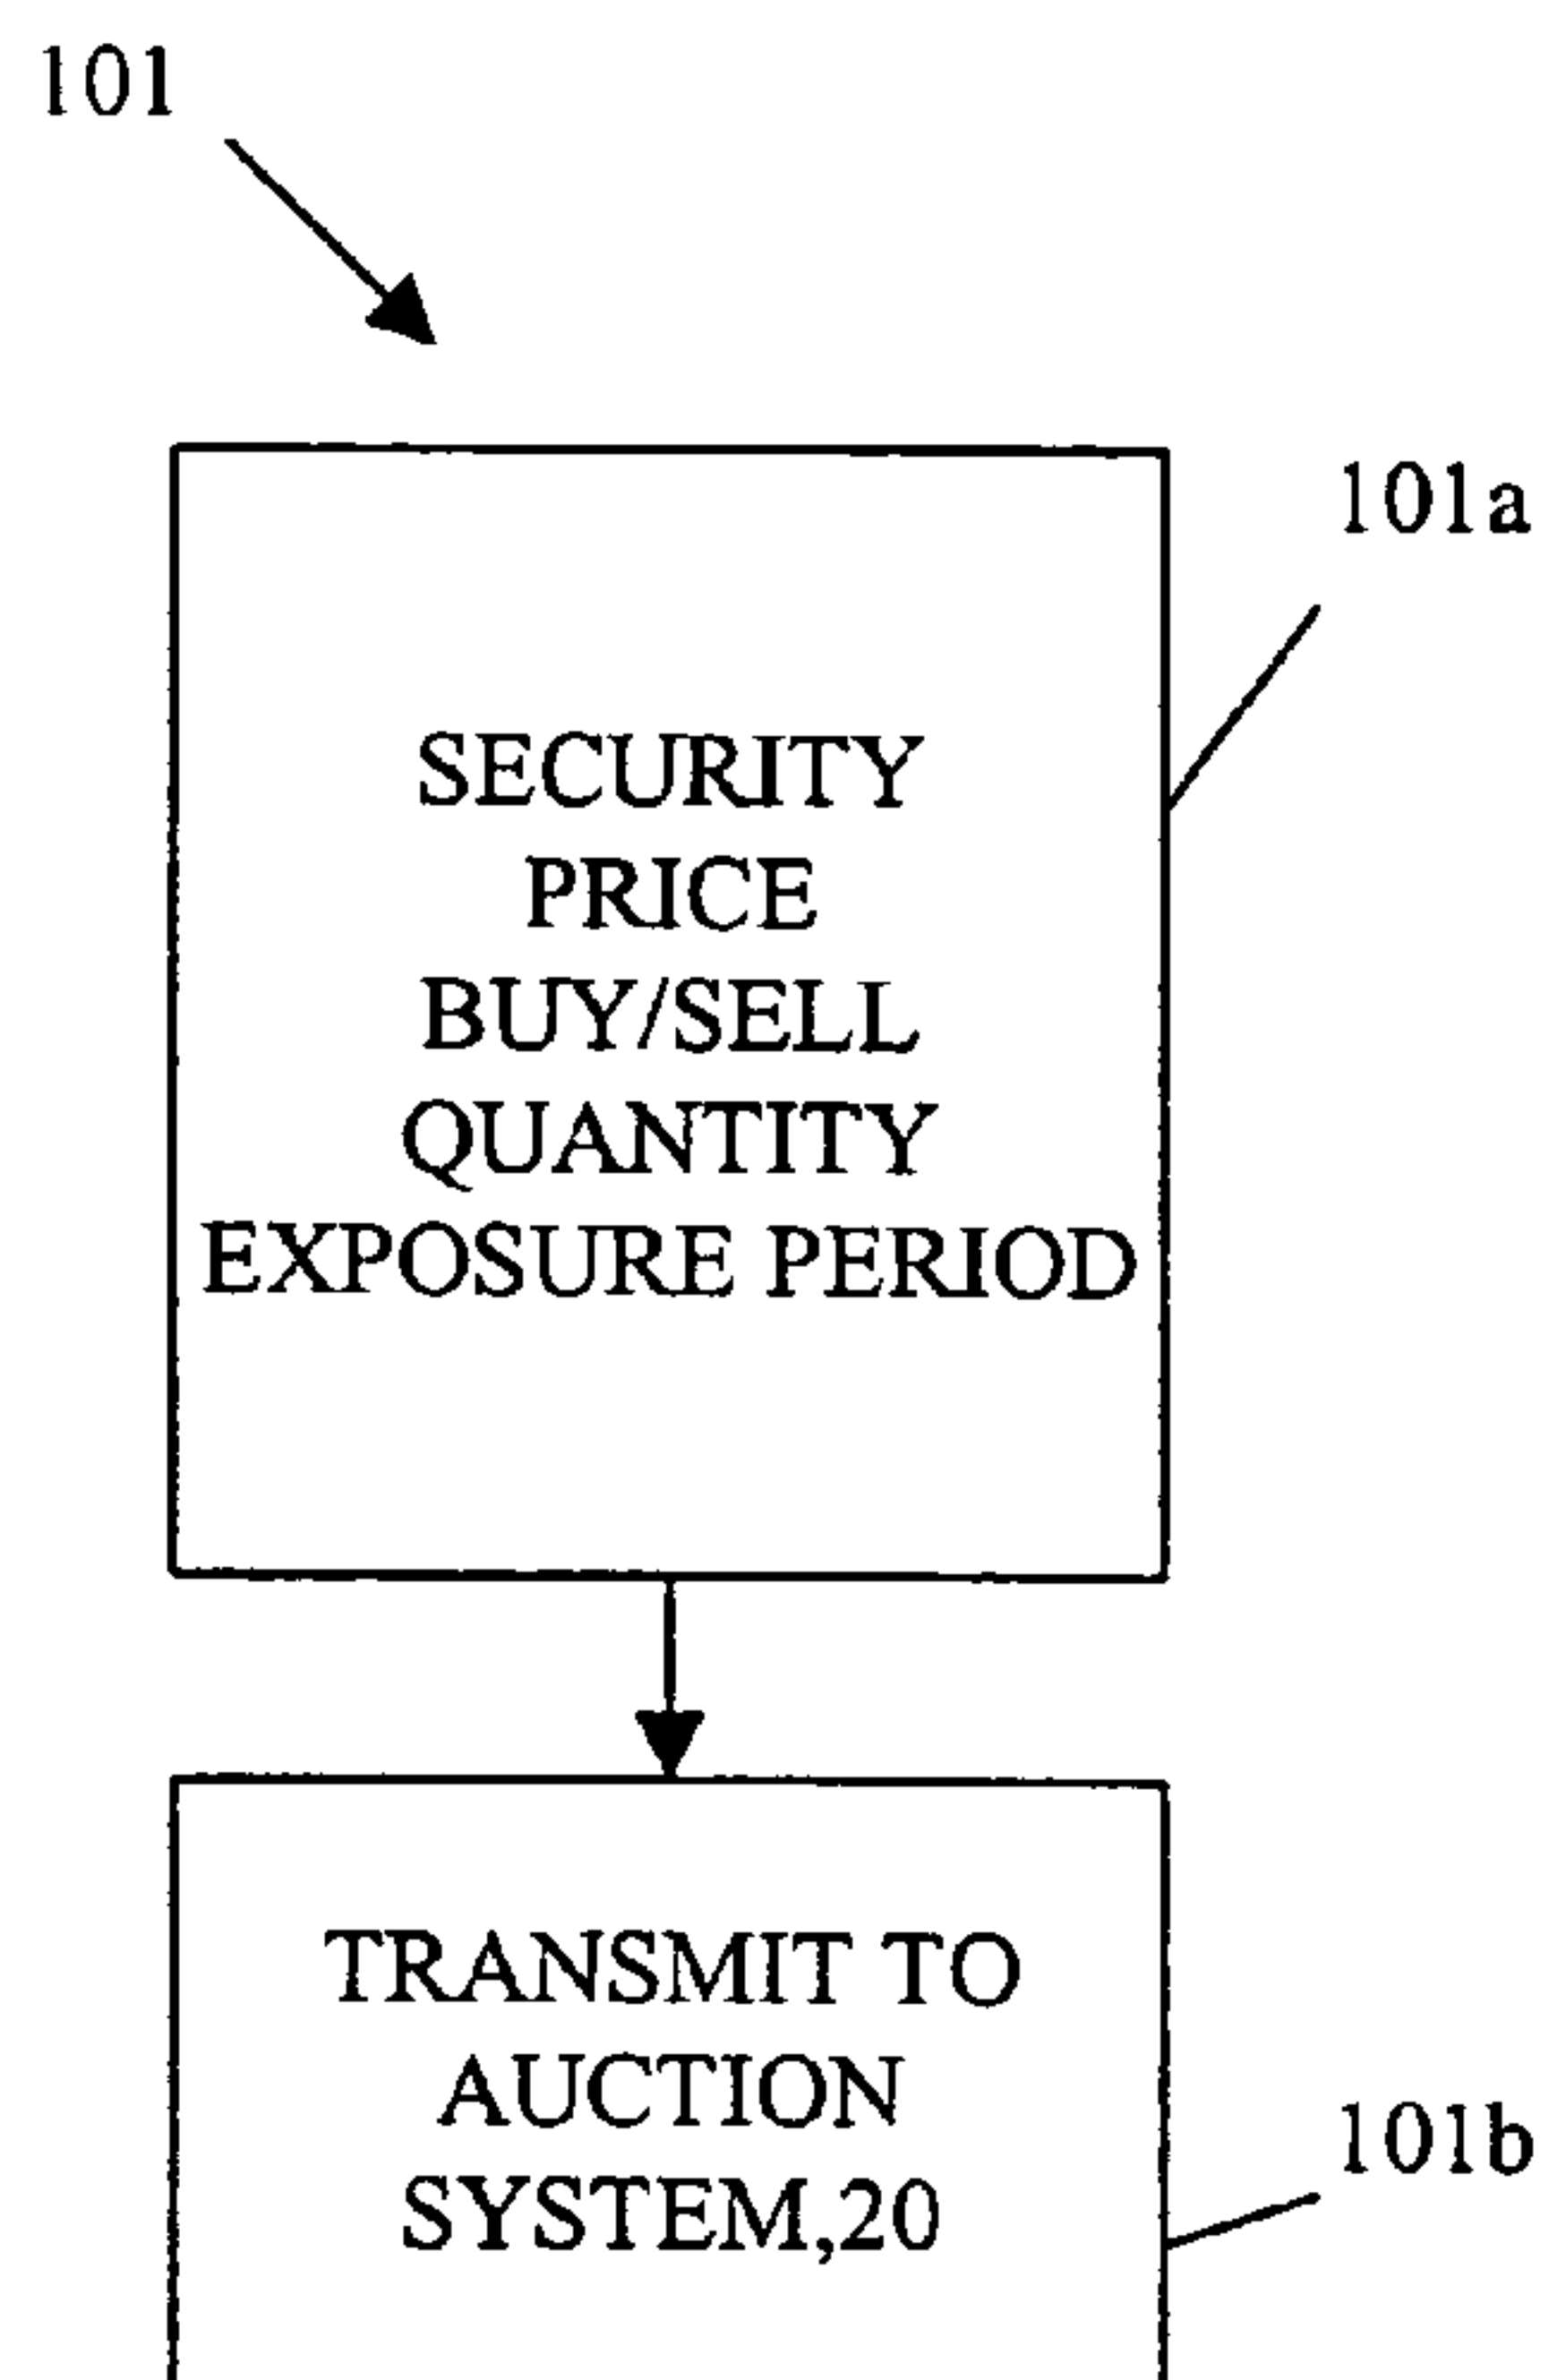 101
101a
SECURITY
PRICE
BUY/SELL
QUANTITY
EXPOSURE PERIOD
TRANSMIT TO
AUCTION
101b
SYSTEM,20